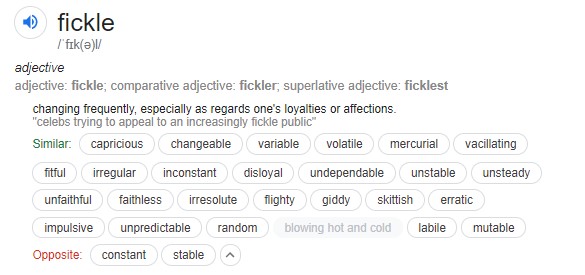 fickle
/ˈfɪk(ə)l/
adjective
adjective: fickle; comparative adjective: fickler; superlative adjective: ficklest
changing frequently, especially as regards one's loyalties or affections.
"celebs trying to appeal to an increasingly fickle public"
Similar: capricious changeable variable volatile mercurial vacillating
fitful irregular inconstant disloyal undependable unstable unsteady
unfaithful faithless irresolute flighty giddy skittish erratic
impulsive unpredictable random blowing hot and cold labile mutable
Opposite: constant stable